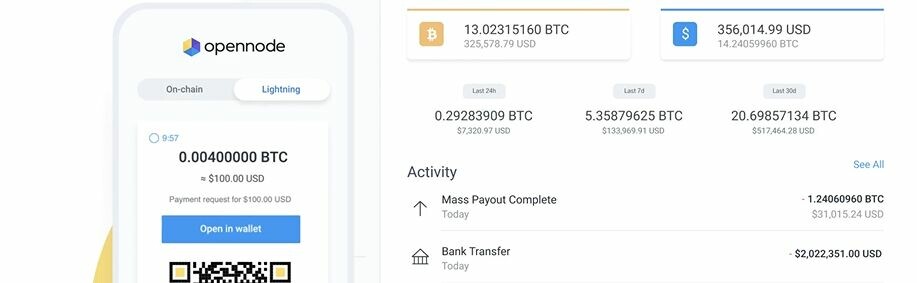 opennode
On-chain Lightning
9:57
0.00400000 BTC
≈ $100.00 USD
Payment request for $100.00 USD
Open in wallet
13.02315160 BTC
325,578.79 USD
356,014.99 USD
14.24059960 BTC
Last 24h Last 7d Last 30d
0.29283909 BTC 5.35879625 BTC 20.69857134 BTC
$7,320.97 USD $133,969.91 USD $517,464.28 USD
Activity See All
Mass Payout Complete - 1.24060960 BTC
Today $31,015.24 USD
Bank Transfer - $2,022,351.00 USD
Today